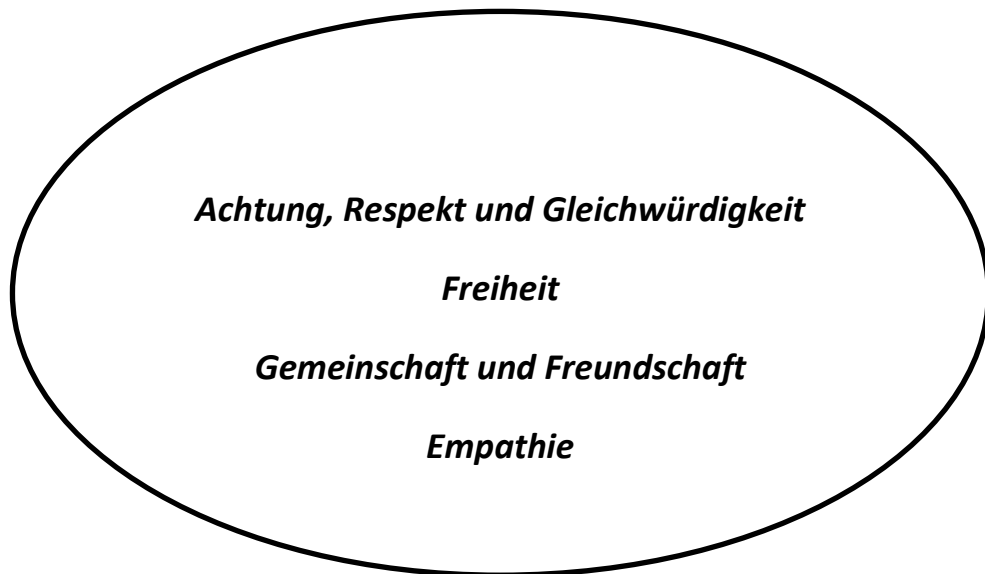 Achtung, Respekt und Gleichwürdigkeit
Freiheit
Gemeinschaft und Freundschaft
Empathie